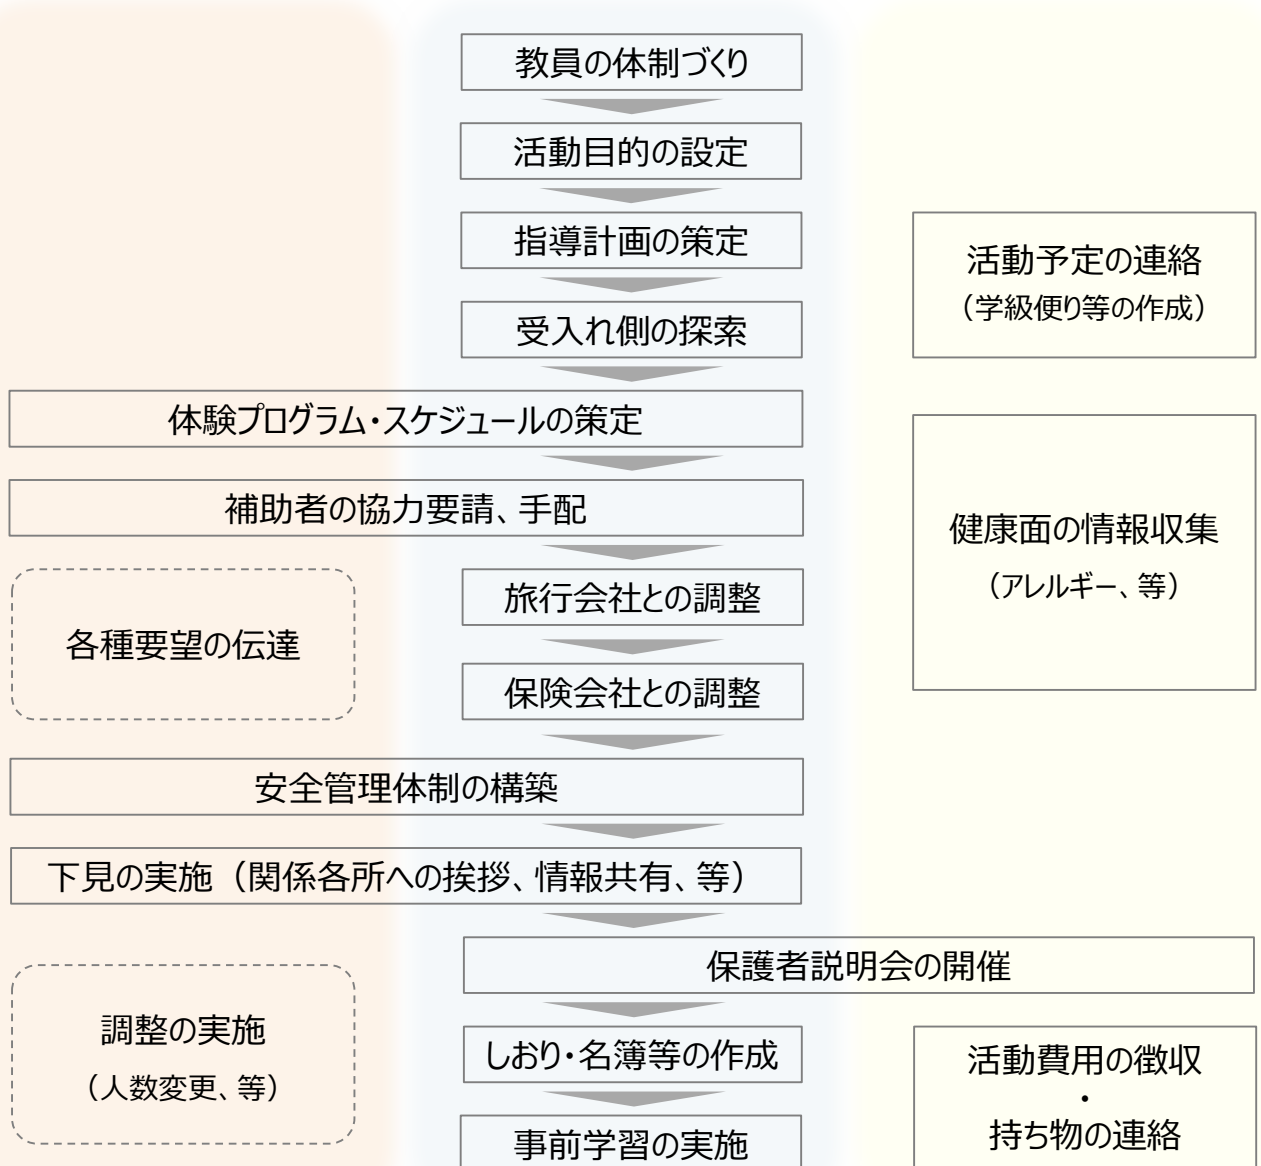 教員の体制づくり
活動目的の設定
指導計画の策定
活動予定の連絡
（学級便り等の作成）
受入れ側の探索
体験プログラム・スケジュールの策定
補助者の協力要請、手配
健康面の情報収集
（アレルギー、等）
旅行会社との調整
各種要望の伝達
保険会社との調整
安全管理体制の構築
下見の実施（関係各所への挨拶、情報共有、等）
保護者説明会の開催
調整の実施
（人数変更、等）
しおり・名簿等の作成
活動費用の徴収
・
持ち物の連絡
事前学習の実施